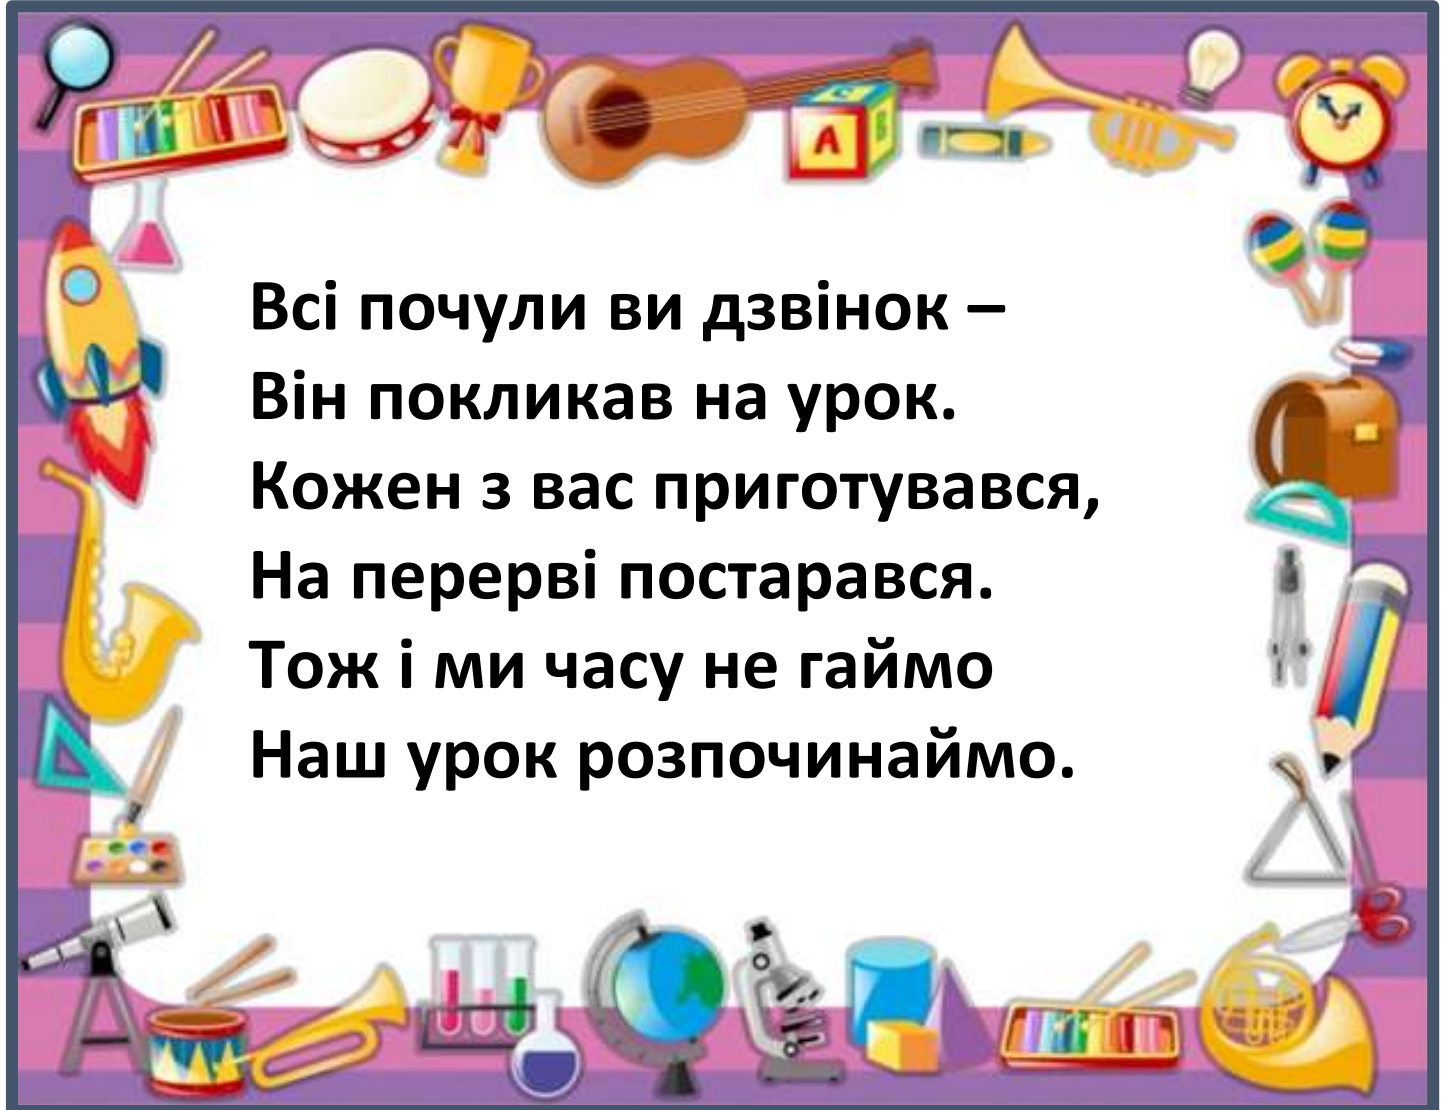 Всі почули ви дзвінок –
Він покликав на урок.
Кожен з вас приготувався,
На перерві постарався.
Тож і ми часу не гаймо
Наш урок розпочинаймо.
C
A
B